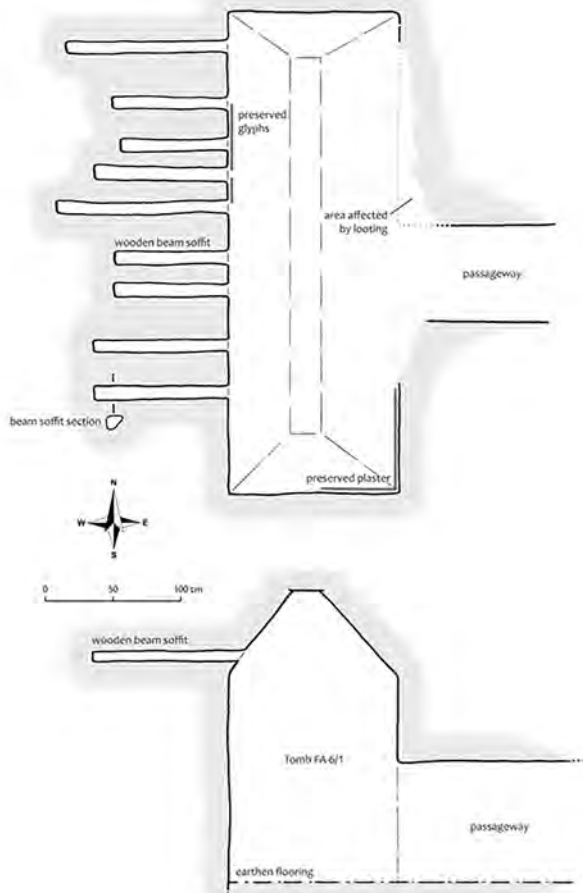 preserved
glyphs
area affected
by looting
wooden beam soffit
passageway
beam soffit section
preserved plaster
N
W E
S
0 50 100 cm
wooden beam soffit
Tomb FA-6/1
passageway
earthen flooring